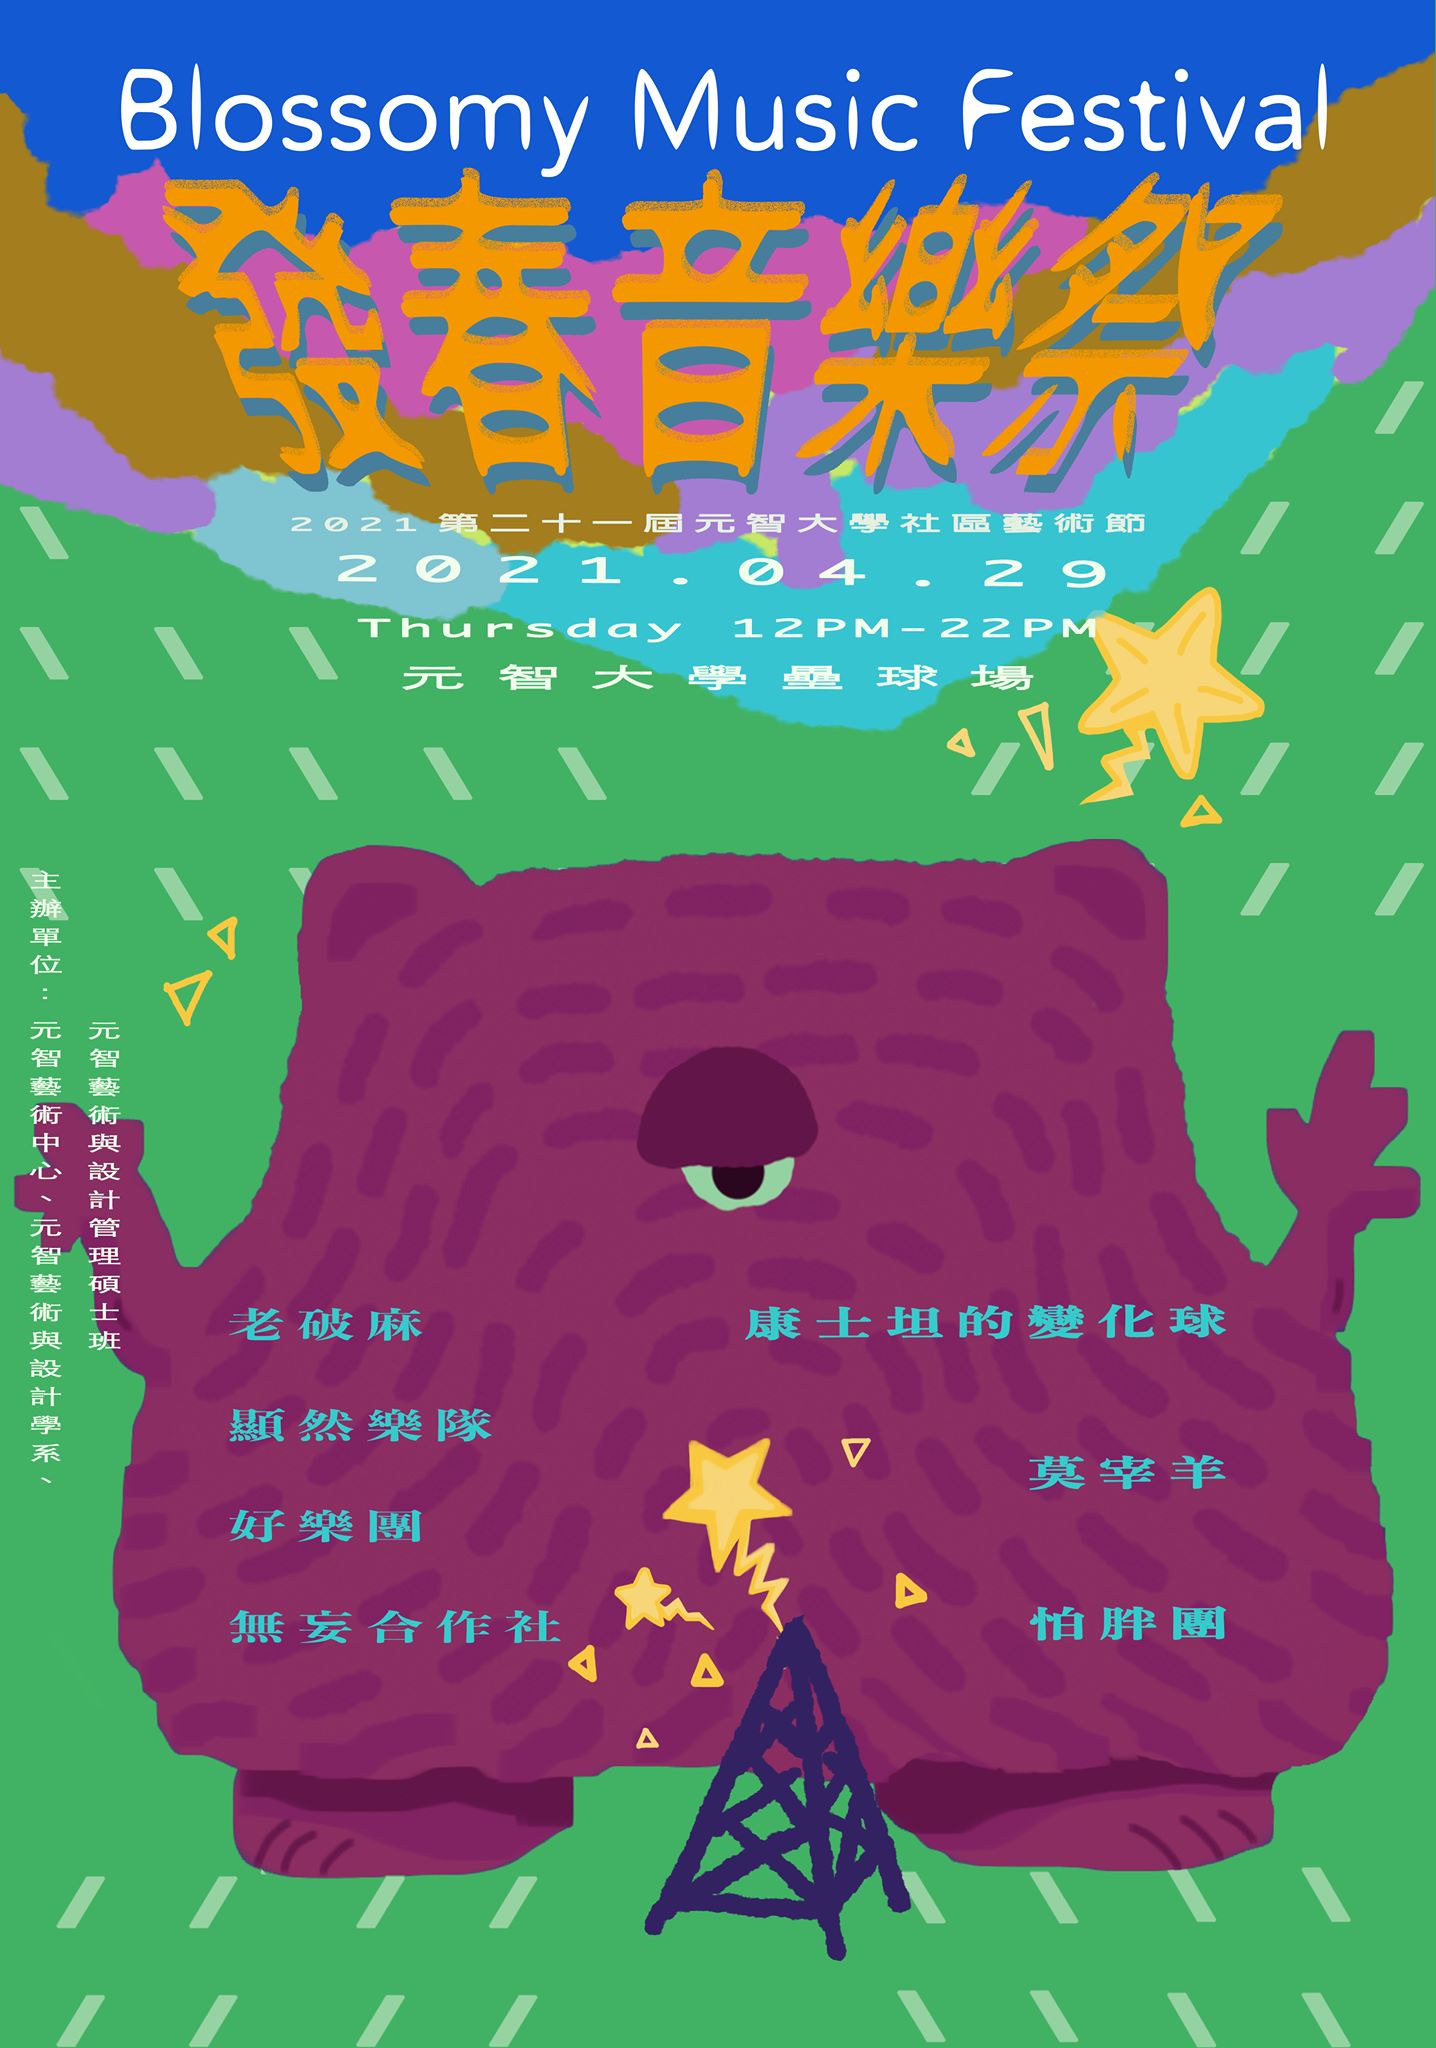 Blossomy Music Festival
發春音樂祭
2021 第二十一屆元智大學社區藝術節
2021.04.29
Thursday 12PM-22PM
元智大學壘球場
主辦單位：元智藝術中心、元智藝術與設計學系、
元智藝術與設計管理碩士班
老破麻
康士坦的變化球
顯然樂隊
莫宰羊
好樂團
無妄合作社
怕胖團